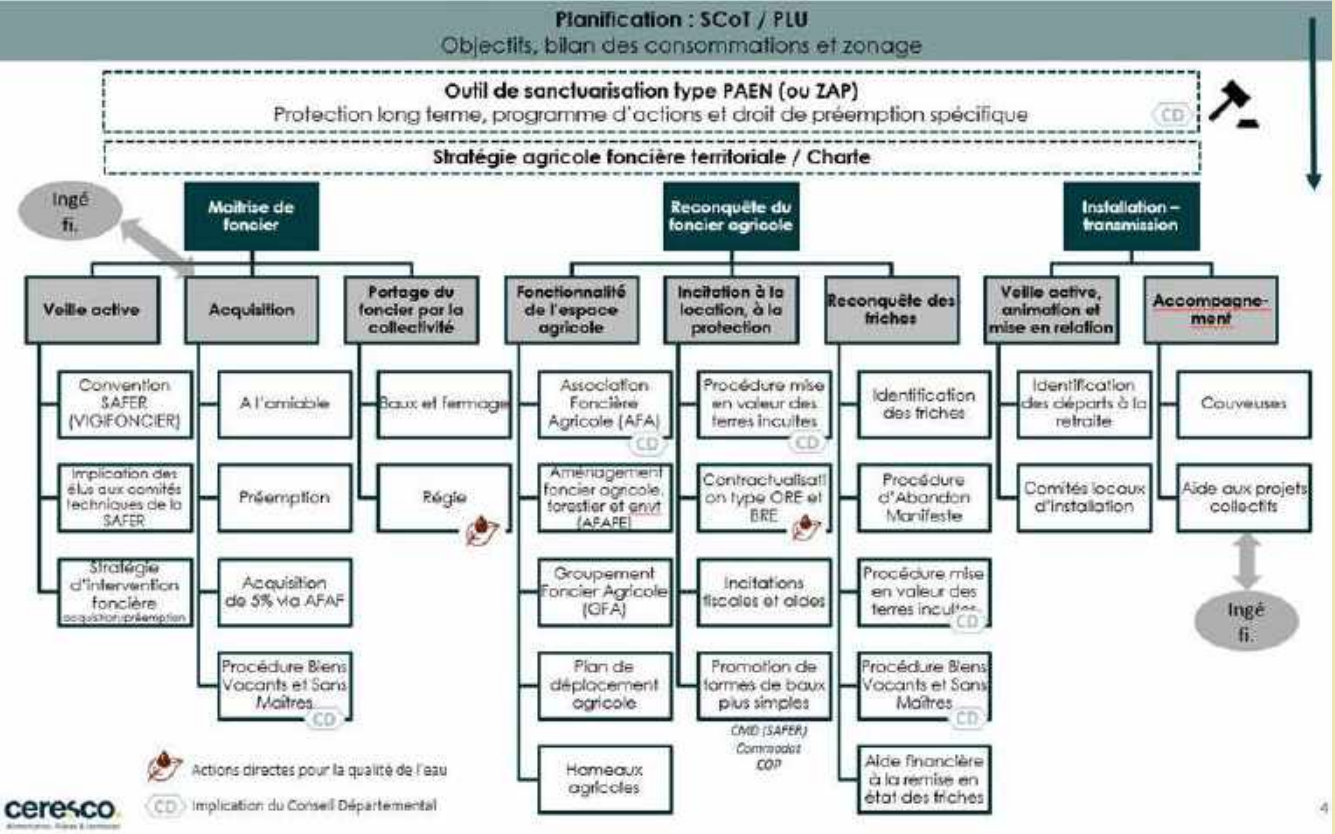 Planification : SCoT / PLU
Objectifs, bilan des consommations et zonage
Outil de sanctuarisation type PAEN (ou ZAP)
Protection long terme, programme d'actions et droit de préemption spécifique
CD
Stratégie agricole foncière territoriale / Charte
Ingé
fi.
Maîtrise de
foncier
Reconquête du
foncier agricole
Installation –
transmission
Veille active
Acquisition
Portage du
foncier par la
collectivité
Fonctionnalité
de l'espace
agricole
Incitation à la
location, à la
protection
Reconquête des
friches
Veille active,
animation et
mise en relation
Accompagne-
ment
Convention
SAFER
(VIGIFONCIER)
Implication des
élus aux comités
techniques de la
SAFER
Stratégie
d'intervention
foncière
acquisition/préemption
A l'amiable
Préemption
Acquisition
de 5% via AFAF
Procédure Biens
Vacants et Sans
Maîtres
CD
Baux et fermage
Régie
Association
Foncière
Agricole (AFA)
CD
Aménagement
foncier agricole,
forestier et envt
(AFAFE)
Groupement
Foncier Agricole
(GFA)
Plan de
déplacement
agricole
Hameaux
agricoles
Procédure mise
en valeur des
terres incultes
CD
Contractualisati
on type ORE et
BRE
Incitations
fiscales et aides
Promotion de
formes de baux
plus simples
CMD (SAFER)
Commodat
COP
Identification
des friches
Procédure
d'Abandon
Manifeste
Procédure mise
en valeur des
terres incultes
CD
Procédure Biens
Vacants et Sans
Maîtres
CD
Aide financière
à la remise en
état des friches
Identification
des départs à la
retraite
Comités locaux
d'installation
Couveuses
Aide aux projets
collectifs
Ingé
fi.
Actions directes pour la qualité de l'eau
CD Implication du Conseil Départemental
ceresco
4